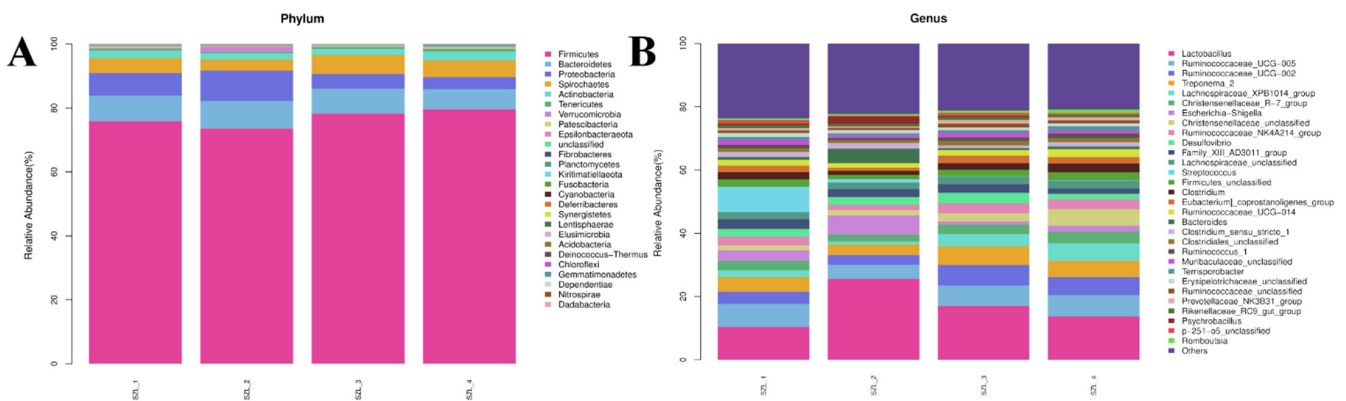 Phylum
A
Relative Abundance(%)
100
80
60
40
20
0
SZL_1
SZL_2
SZL_3
SZL_4
Firmicutes
Bacteroidetes
Proteobacteria
Spirochaetes
Actinobacteria
Tenericutes
Verrucomicrobia
Patescibacteria
Epsilonbacteraeota
unclassified
Fibrobacteres
Planctomycetes
Kiritimatiellaeota
Fusobacteria
Cyanobacteria
Deferribacteres
Synergistetes
Lentisphaerae
Elusimicrobia
Acidobacteria
Deinococcus-Thermus
Chloroflexi
Gemmatimonadetes
Dependentiae
Nitrospirae
Dadabacteria
Genus
B
Relative Abundance(%)
100
80
60
40
20
0
SZL_1
SZL_2
SZL_3
SZL_4
Lactobacillus
Ruminococcaceae_UCG-005
Ruminococcaceae_UCG-002
Treponema_2
Lachnospiraceae_XPB1014_group
Christensenellaceae_R-7_group
Escherichia-Shigella
Christensenellaceae_unclassified
Ruminococcaceae_NK4A214_group
Desulfovibrio
Family_XIII_AD3011_group
Lachnospiraceae_unclassified
Streptococcus
Firmicutes_unclassified
Clostridium
Eubacterium]_coprostanoligenes_group
Ruminococcaceae_UCG-014
Bacteroides
Clostridium_sensu_stricto_1
Clostridiales_unclassified
Ruminococcus_1
Muribaculaceae_unclassified
Terrisporobacter
Erysipelotrichaceae_unclassified
Ruminococcaceae_unclassified
Prevotellaceae_NK3B31_group
Rikenellaceae_RC9_gut_group
Psychrobacillus
p-251-o5_unclassified
Romboutsia
Others